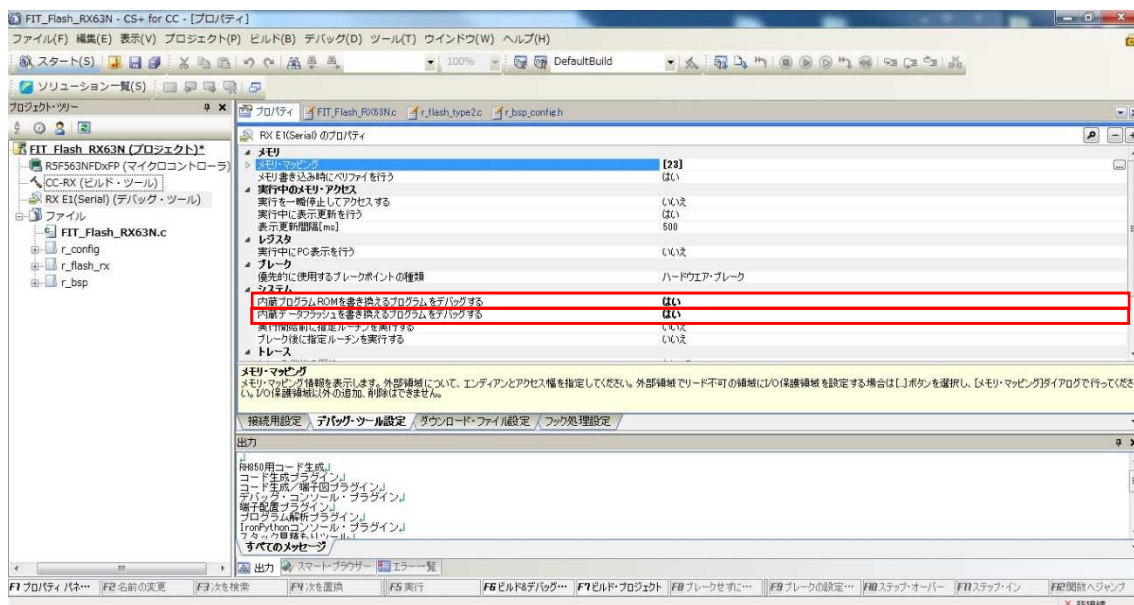 FIT_Flash_RX63N - CS+ for CC - [プロパティ]
ファイル(F) 編集(E) 表示(V) プロジェクト(P) ビルド(B) デバッグ(D) ツール(T) ウインドウ(W) ヘルプ(H)
スタート(S) 100% DefaultBuild
ソリューション一覧(S)
プロジェクト・ツリー
FIT_Flash_RX63N (プロジェクト)*
R5F563NFDxFP (マイクロコントローラ)
CC-RX (ビルド・ツール)
RX E1(Serial) (デバッグ・ツール)
ファイル
FIT_Flash_RX63N.c
r_config
r_flash_rx
r_bsp
プロパティ FIT_Flash_RX63N.c r_flash_type2.c r_bsp_config.h
RX E1(Serial) のプロパティ
メモリ
メモリ・マッピング [23]
メモリ書き込み時にベリファイを行う はい
実行中のメモリ・アクセス
実行を一瞬停止してアクセスする いいえ
実行中に表示更新を行う はい
表示更新間隔[ms] 500
レジスタ
実行中にPC表示を行う いいえ
ブレーク
優先的に使用するブレークポイントの種類 ハードウエア・ブレーク
システム
内蔵プログラムROMを書き換えるプログラムをデバッグする はい
内蔵データフラッシュを書き換えるプログラムをデバッグする はい
実行開始前に指定ルーチンを実行する いいえ
ブレーク後に指定ルーチンを実行する いいえ
トレース
メモリ・マッピング
メモリ・マッピング情報を表示します。外部領域について、エンディアンとアクセス幅を指定してください。外部領域でリード不可の領域にI/O保護領域を設定する場合は[...]ボタンを選択し、[メモリ・マッピング]ダイアログで行ってくださ
い。I/O保護領域以外の追加、削除はできません。
接続用設定 デバッグ・ツール設定 ダウンロード・ファイル設定 フック処理設定
出力
RH850用コード生成
コード生成プラグイン
コード生成/端子図プラグイン
デバッグ・コンソール・プラグイン
端子配置プラグイン
プログラム解析プラグイン
IronPythonコンソール・プラグイン
スタック見積もりツール
すべてのメッセージ
出力 スマート・ブラウザー エラー一覧
F1 プロパティ パネ… F2 名前の変更 F3 次を検索 F4 次を置換 F5 実行 F6 ビルド&デバッグ… F7 ビルド・プロジェクト F8 ブレークせずに… F9 ブレークの設定… F10 ステップ・オーバー F11 ステップ・イン F12 関数へジャンプ
非接続